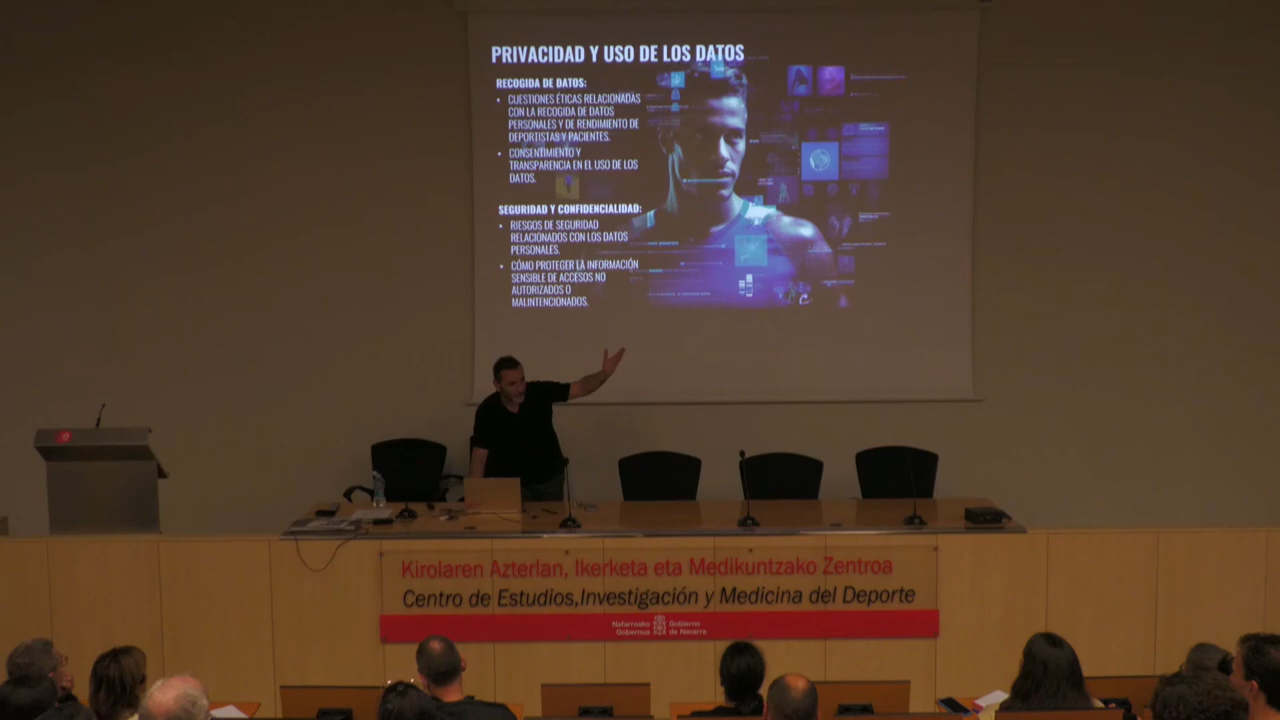 PRIVACIDAD Y USO DE LOS DATOS
RECOGIDA DE DATOS:
• CUESTIONES ÉTICAS RELACIONADAS
CON LA RECOGIDA DE DATOS
PERSONALES Y DE RENDIMIENTO DE
DEPORTISTAS Y PACIENTES.
• CONSENTIMIENTO Y
TRANSPARENCIA EN EL USO DE LOS
DATOS.
SEGURIDAD Y CONFIDENCIALIDAD:
• RIESGOS DE SEGURIDAD
RELACIONADOS CON LOS DATOS
PERSONALES.
• CÓMO PROTEGER LA INFORMACIÓN
SENSIBLE DE ACCESOS NO
AUTORIZADOS O
MALINTENCIONADOS.
Kirolaren Azterlan, Ikerketa eta Medikuntzako Zentroa
Centro de Estudios,Investigación y Medicina del Deporte
Nafarroako Gobierno
Gobernua de Navarra